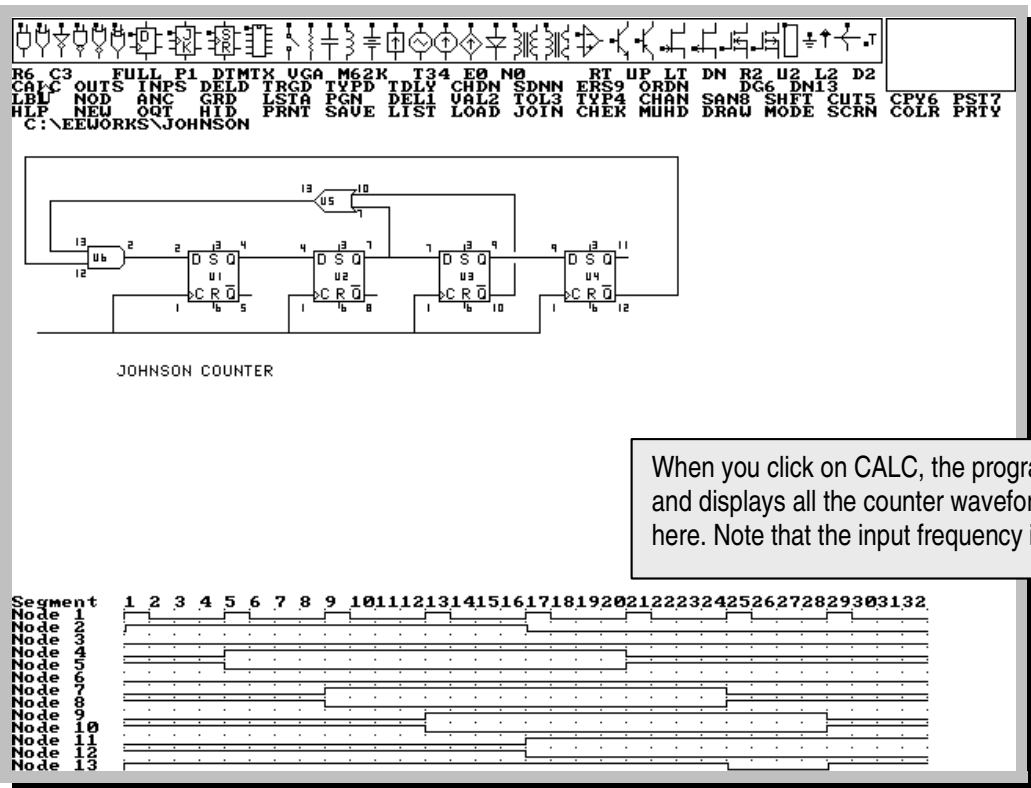 D JK SR T
R6 C3 FULL P1 DTMTX VGA M62K T34 E0 N0 RT UP LT DN R2 U2 L2 D2
CALC OUTS INPS DELD TRGD TYPD TDLY CHDN SDNN ERS9 ORDN DG6 DN13
LBL NOD ANC GRD LSTA PGN DEL1 VAL2 TOL3 TYP4 CHAN SAN8 SHFT CUT5 CPY6 PST7
HLP NEW OQT HID PRNT SAVE LIST LOAD JOIN CHEK MUHD DRAW MODE SCRN COLR PRTY
C:\EEWORKS\JOHNSON
13 U5 10
7
13 2 2 3 4 4 3 7 7 3 9 9 3 11
U6 D S Q D S Q D S Q D S Q
12 U1 U2 U3 U4
C R Q̅ C R Q̅ C R Q̅ C R Q̅
1 6 5 1 6 8 1 6 10 1 6 12
JOHNSON COUNTER
When you click on CALC, the progra
and displays all the counter wavefor
here. Note that the input frequency i
Segment 1 2 3 4 5 6 7 8 9 1011121314151617181920212223242526272829303132
Node 1
Node 2
Node 3
Node 4
Node 5
Node 6
Node 7
Node 8
Node 9
Node 10
Node 11
Node 12
Node 13